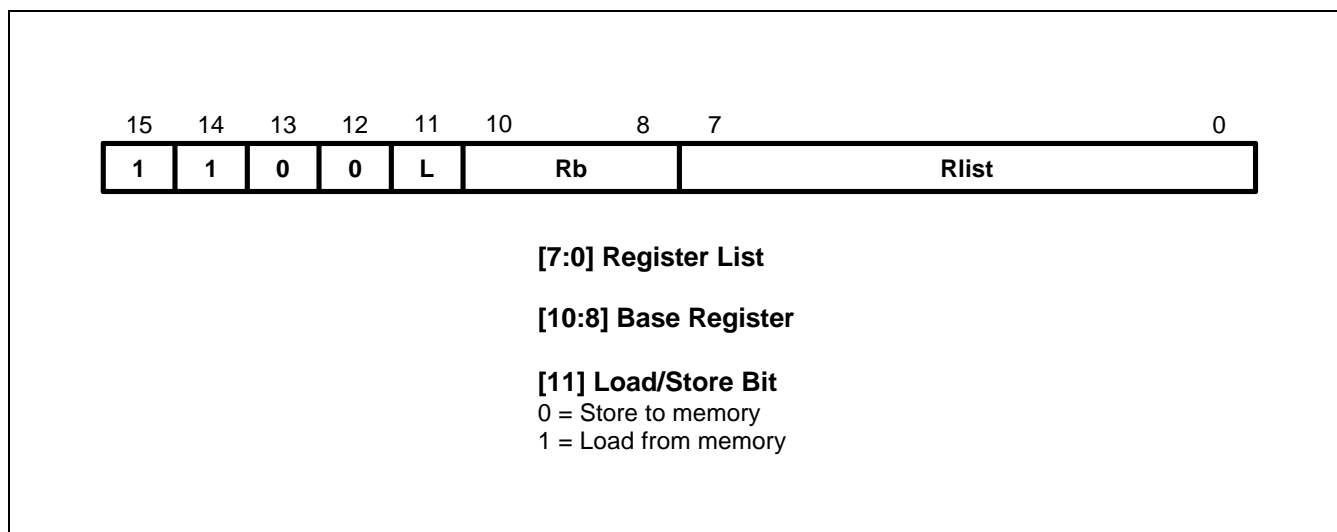 15 14 13 12 11 10 8 7 0
1 1 0 0 L Rb Rlist
[7:0] Register List
[10:8] Base Register
[11] Load/Store Bit
0 = Store to memory
1 = Load from memory